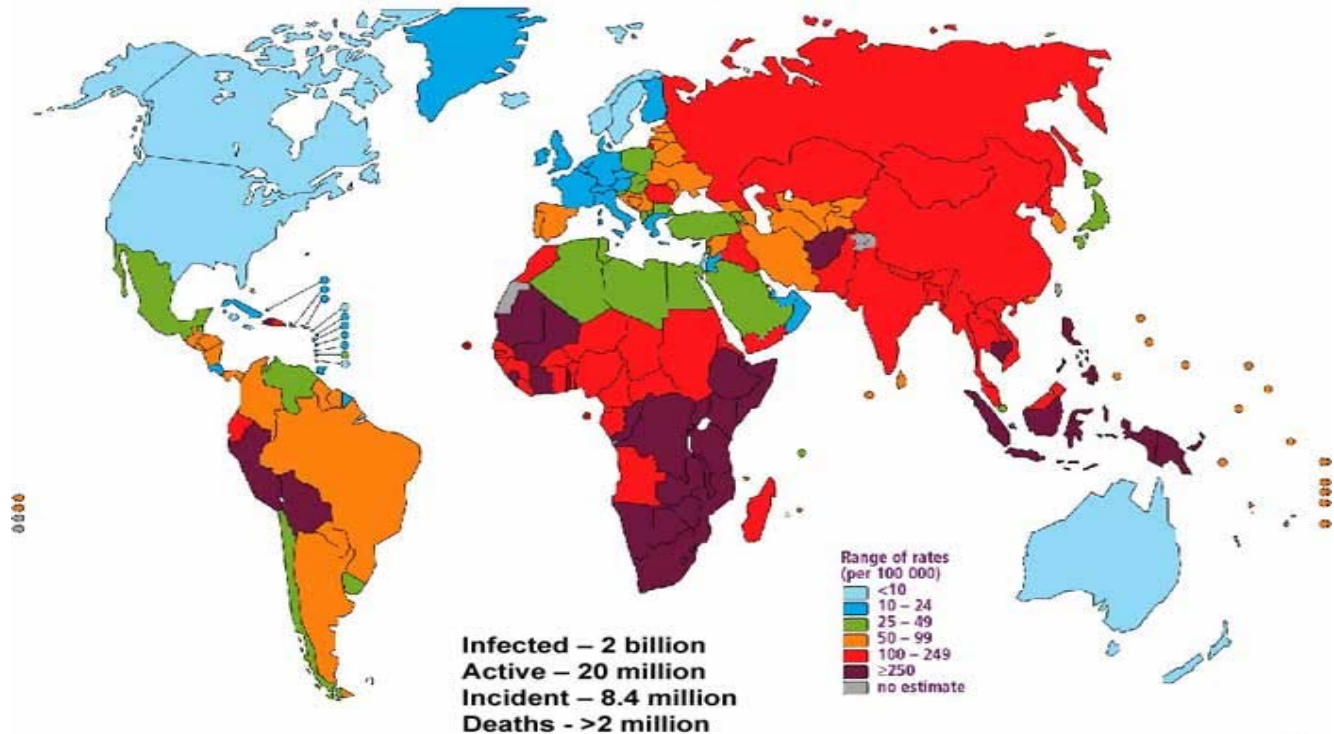 Range of rates
(per 100 000)
<10
10 – 24
25 – 49
50 – 99
100 – 249
≥250
no estimate
Infected – 2 billion
Active – 20 million
Incident – 8.4 million
Deaths - >2 million